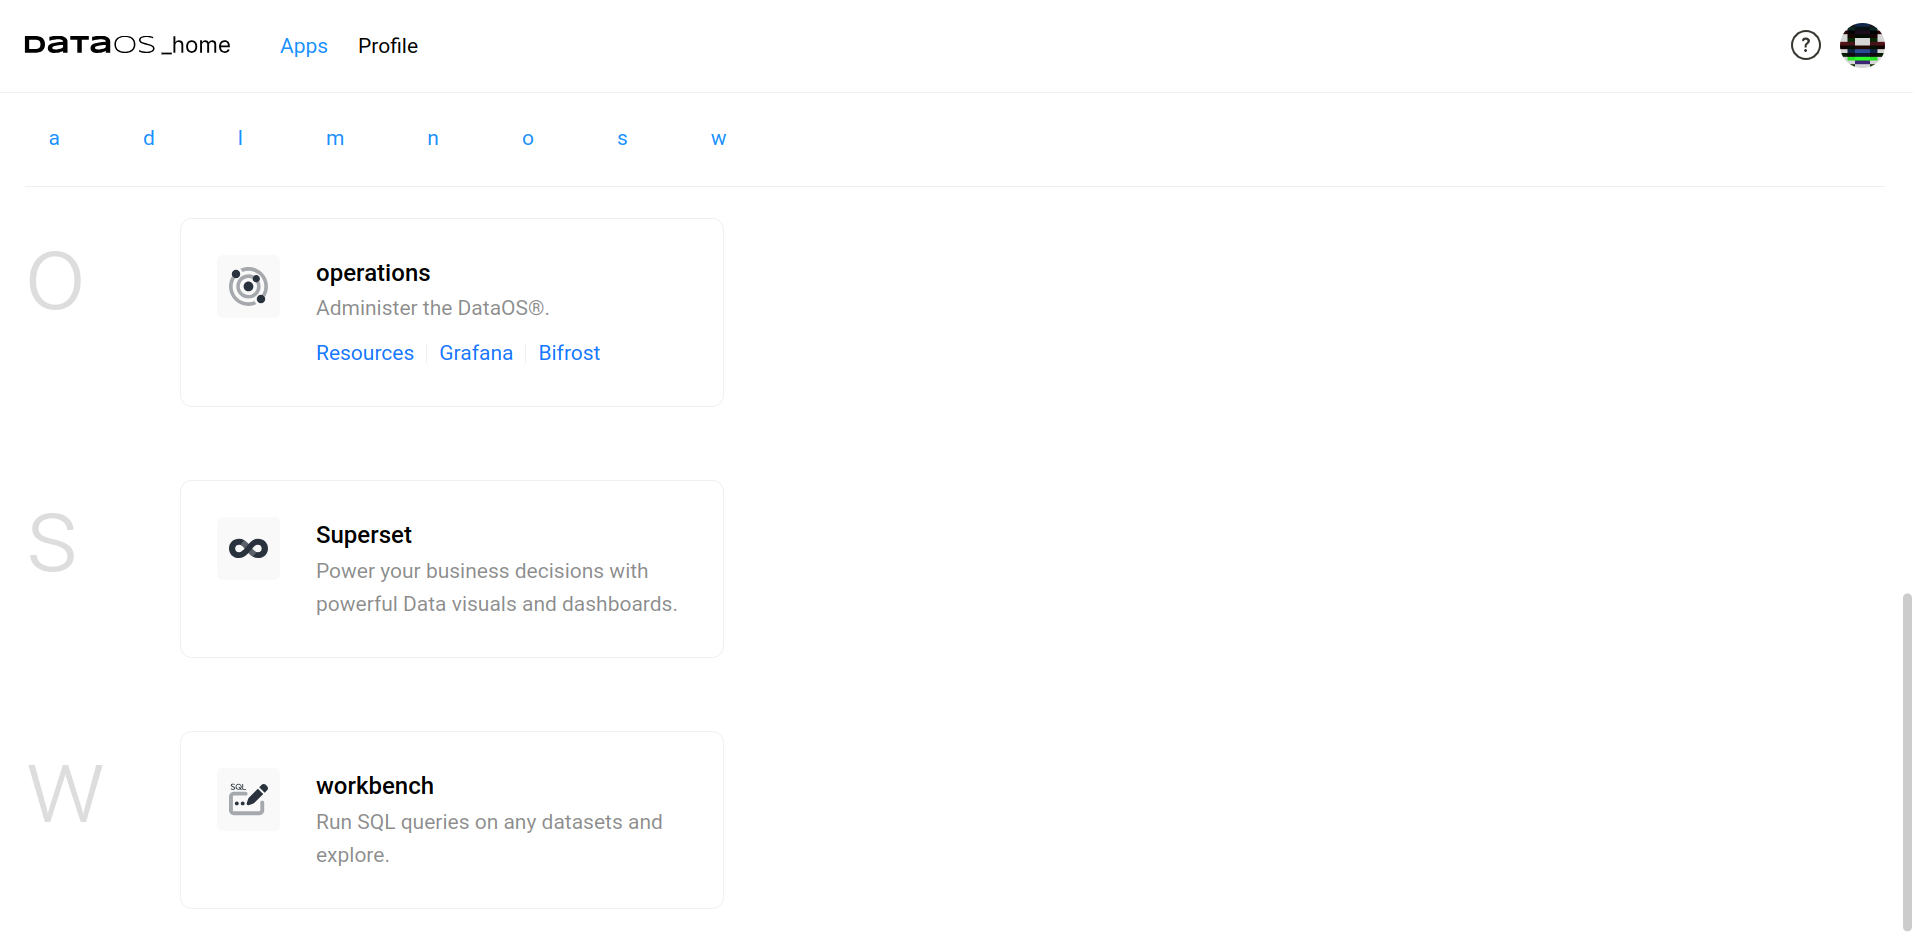 DATAOS _home Apps Profile ?
a d l m n o s w
O
operations
Administer the DataOS®.
Resources Grafana Bifrost
S
Superset
Power your business decisions with
powerful Data visuals and dashboards.
W
SQL
workbench
Run SQL queries on any datasets and
explore.